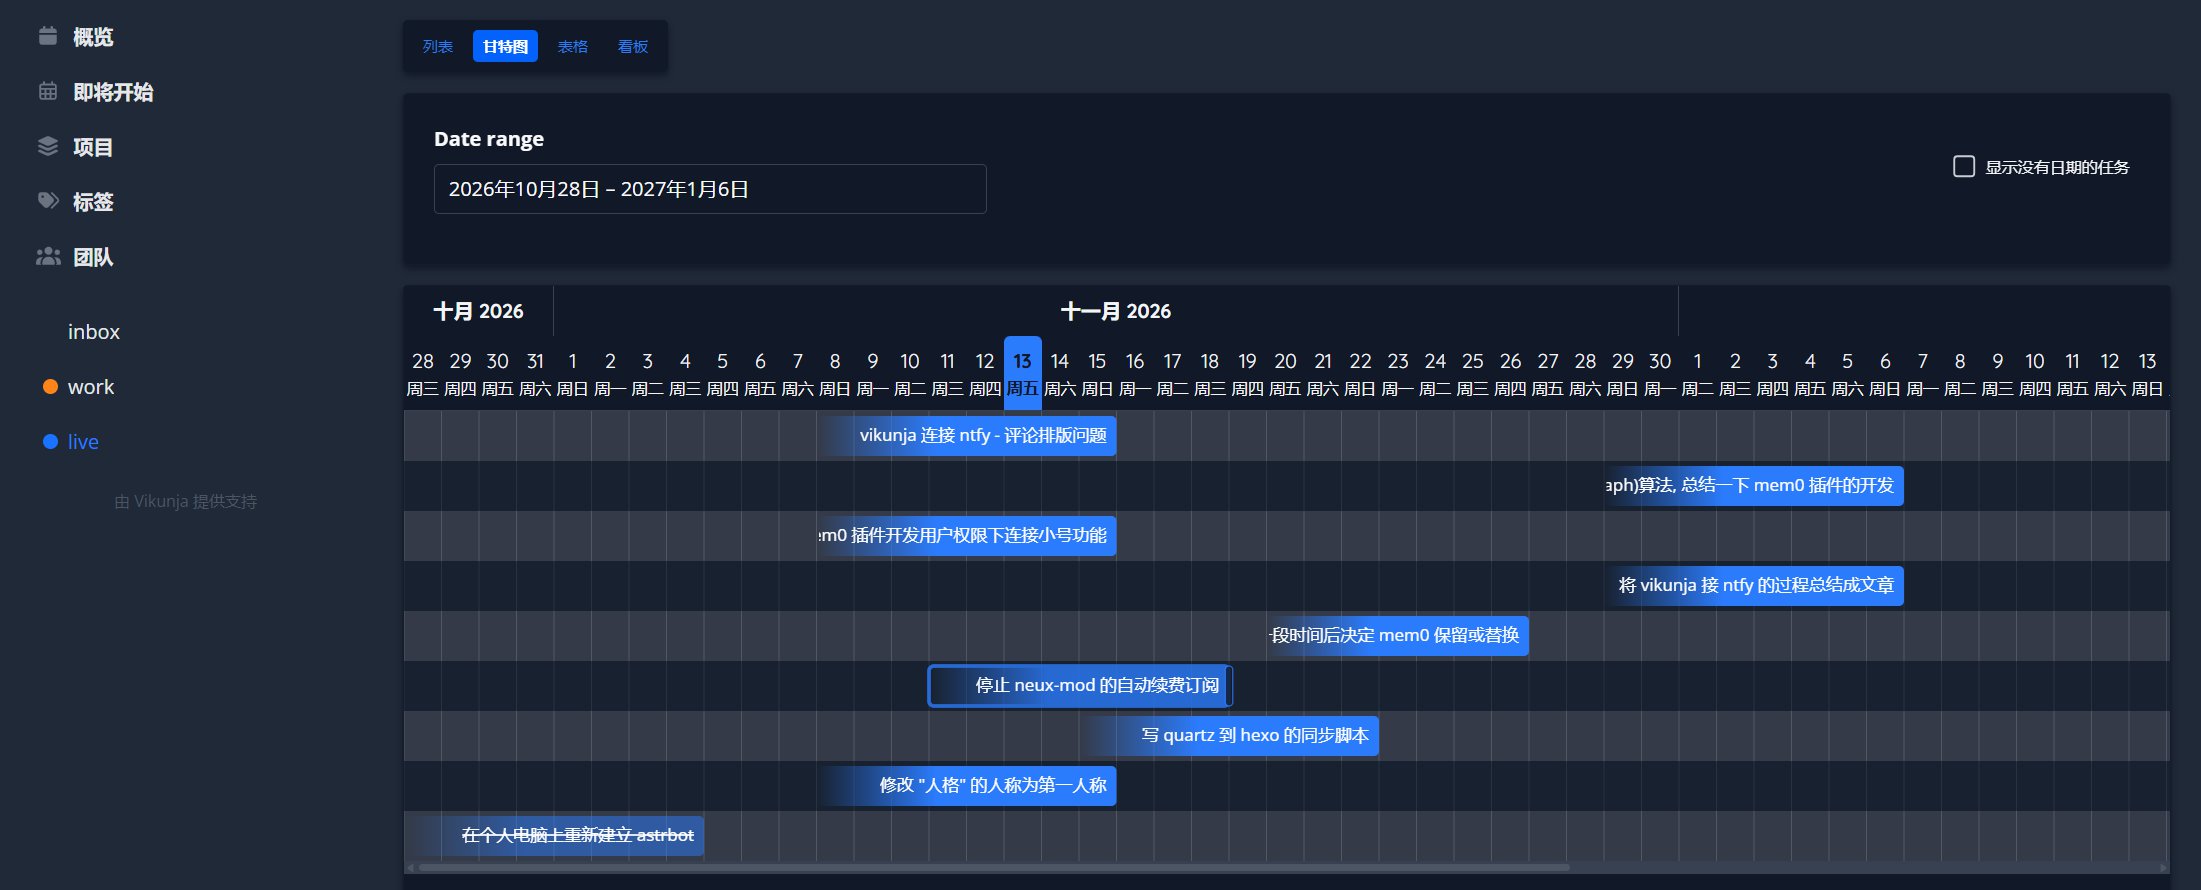 概览
即将开始
项目
标签
团队
inbox
work
live
由 Vikunja 提供支持
列表 甘特图 表格 看板
Date range
2026年10月28日 – 2027年1月6日
显示没有日期的任务
十月 2026 十一月 2026
28 29 30 31 1 2 3 4 5 6 7 8 9 10 11 12 13 14 15 16 17 18 19 20 21 22 23 24 25 26 27 28 29 30 1 2 3 4 5 6 7 8 9 10 11 12 13
周三 周四 周五 周六 周日 周一 周二 周三 周四 周五 周六 周日 周一 周二 周三 周四 周五 周六 周日 周一 周二 周三 周四 周五 周六 周日 周一 周二 周三 周四 周五 周六 周日 周一 周二 周三 周四 周五 周六 周日 周一 周二 周三 周四 周五 周六 周日
vikunja 连接 ntfy - 评论排版问题
aph)算法, 总结一下 mem0 插件的开发
em0 插件开发用户权限下连接小号功能
将 vikunja 接 ntfy 的过程总结成文章
段时间后决定 mem0 保留或替换
停止 neux-mod 的自动续费订阅
写 quartz 到 hexo 的同步脚本
修改 "人格" 的人称为第一人称
在个人电脑上重新建立 astrbot